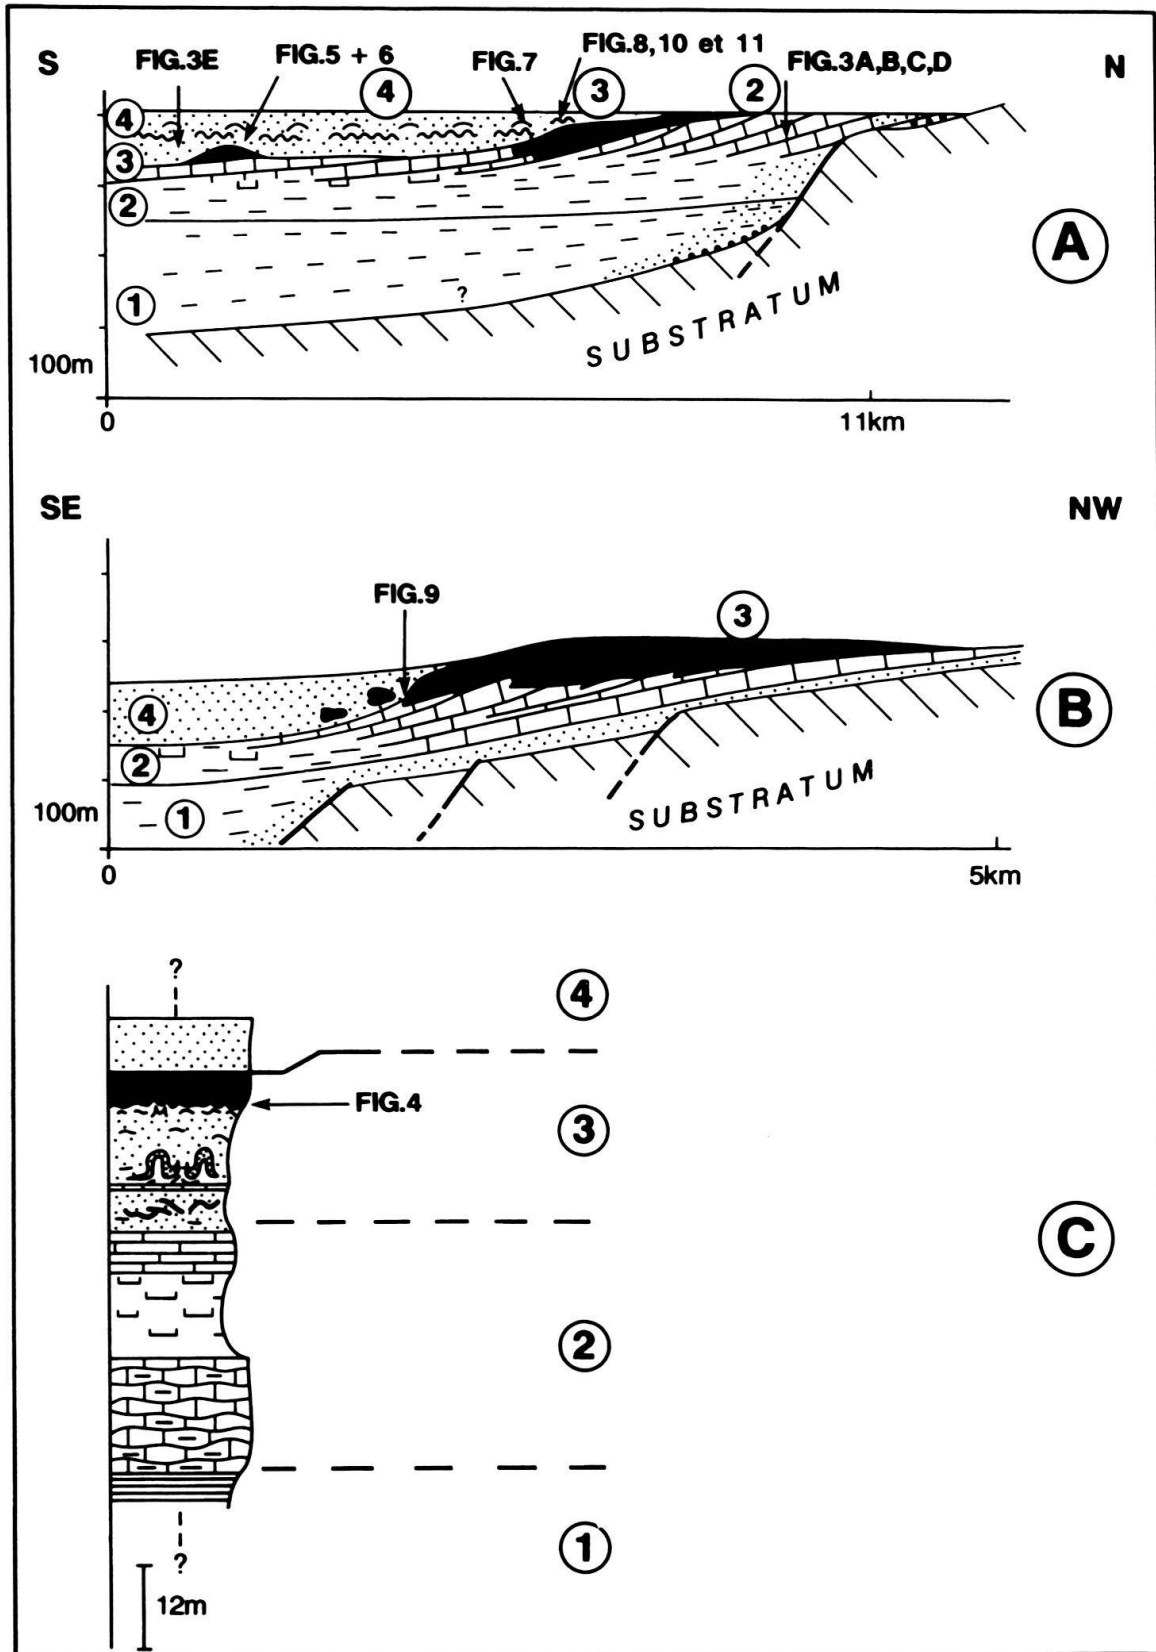 S
FIG.3E
FIG.5 + 6
FIG.7
FIG.8, 10 et 11
FIG.3A,B,C,D
N
4
3
2
4
3
2
1
?
SUBSTRATUM
A
100m
0
11km
SE
NW
FIG.9
3
4
2
1
SUBSTRATUM
B
100m
0
5km
?
4
FIG.4
3
C
2
1
?
12m